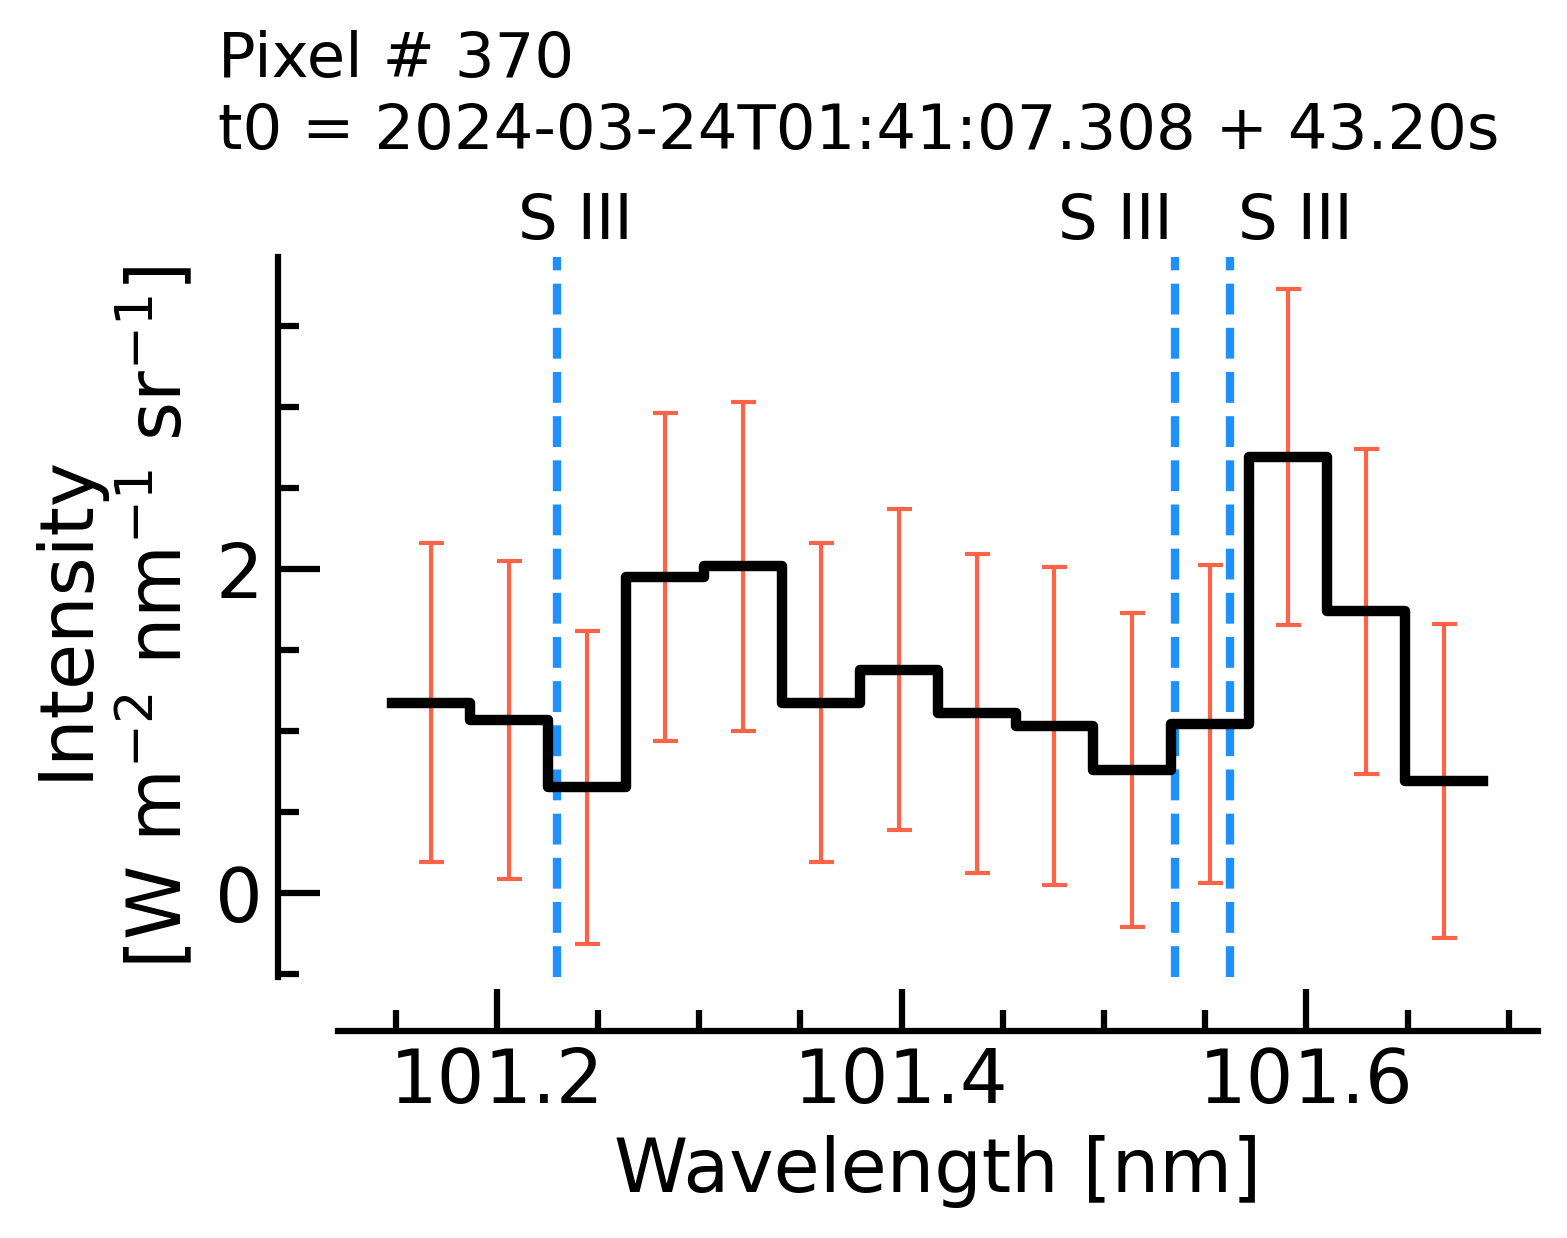 Pixel # 370
t0 = 2024-03-24T01:41:07.308 + 43.20s
S III S III S III
Intensity
[W m⁻² nm⁻¹ sr⁻¹]
2
0
101.2 101.4 101.6
Wavelength [nm]